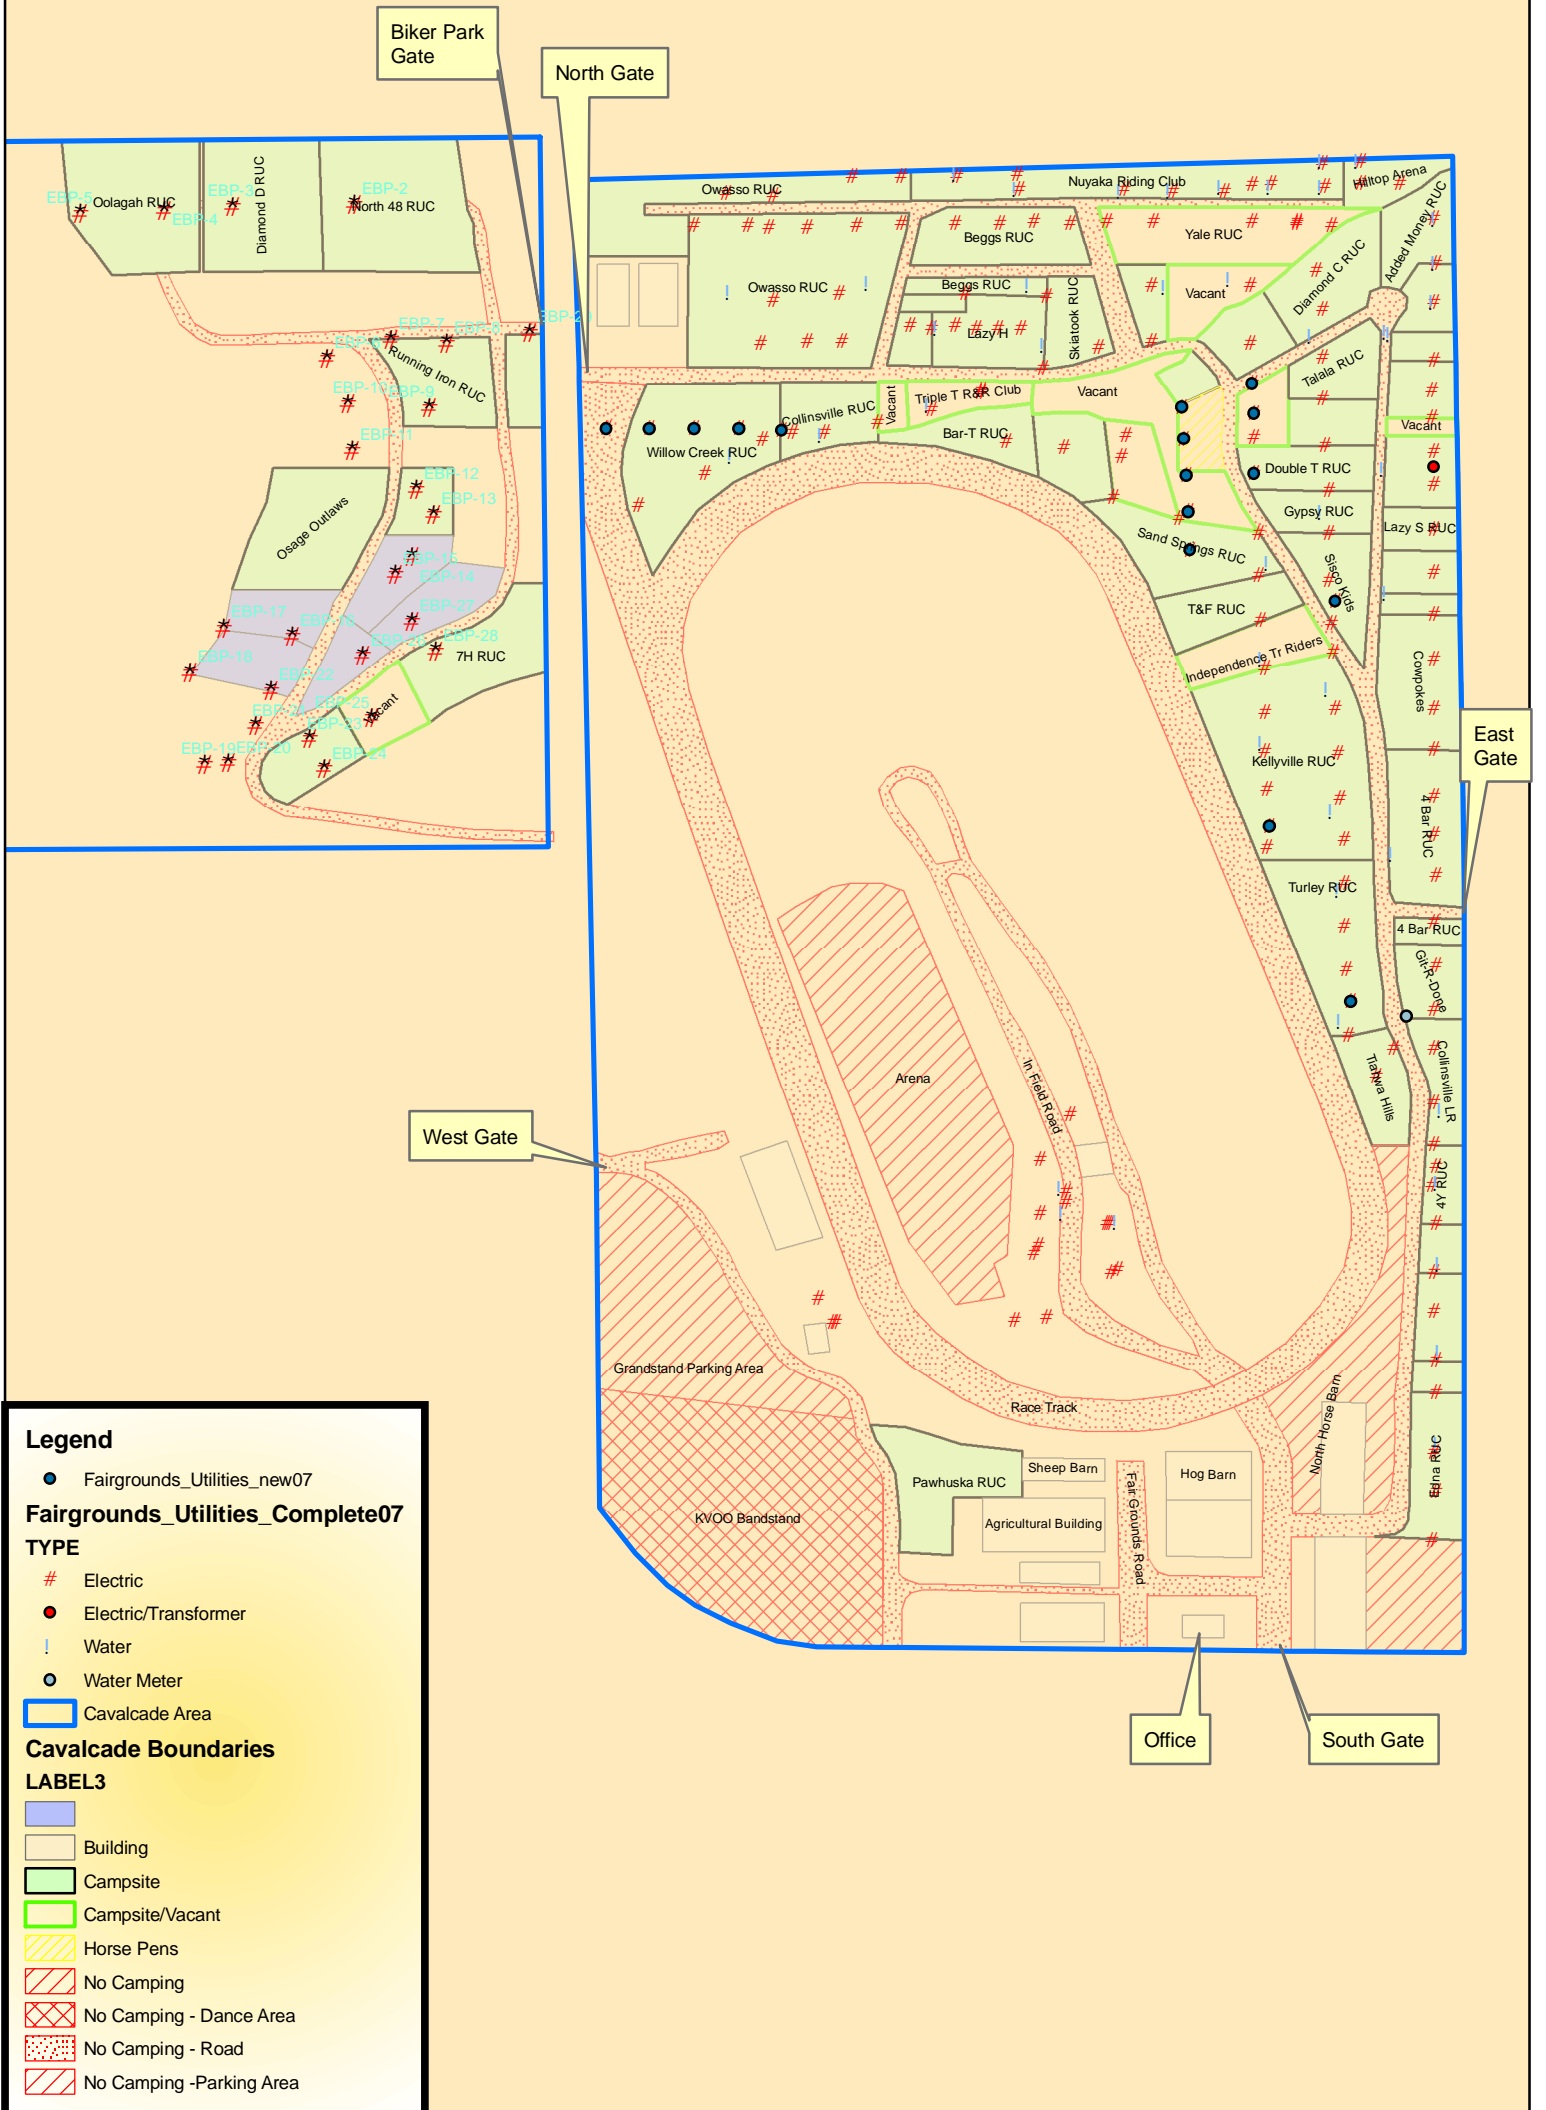 Biker Park
Gate
North Gate
Oolagah RUC
Diamond D RUC
North 48 RUC
EBP-5
EBP-4
EBP-3
EBP-2
EBP-7
EBP-9
EBP-11
EBP-12
EBP-13
EBP-14
EBP-27
EBP-17
EBP-18
EBP-22
EBP-28
EBP-25
EBP-23
EBP-24
EBP-19
EBP-20
Running Iron RUC
Osage Outlaws
7H RUC
Vacant
Owasso RUC
Nuyaka Riding Club
Hilltop Arena
Added Money RUC
Beggs RUC
Yale RUC
Diamond C RUC
Owasso RUC
Beggs RUC
Lazy H
Skiatook RUC
Vacant
Talala RUC
Willow Creek RUC
Collinsville RUC
Vacant
Triple T R&R Club
Vacant
Bar-T RUC
Vacant
Double T RUC
Gypsy RUC
Lazy S RUC
Sand Springs RUC
Sisco Kids
T&F RUC
Independence Tr Riders
Cowpokes
Kellyville RUC
East
Gate
4 Bar RUC
Turley RUC
4 Bar RUC
Git-R-Done
Tiahwa Hills
Collinsville LR
4Y RUC
Arena
In Field Road
West Gate
Grandstand Parking Area
Race Track
North Horse Barn
Edna RUC
Pawhuska RUC
Sheep Barn
Hog Barn
KVOO Bandstand
Agricultural Building
Fair Grounds Road
Office
South Gate
Legend
Fairgrounds_Utilities_new07
Fairgrounds_Utilities_Complete07
TYPE
Electric
Electric/Transformer
Water
Water Meter
Cavalcade Area
Cavalcade Boundaries
LABEL3
Building
Campsite
Campsite/Vacant
Horse Pens
No Camping
No Camping - Dance Area
No Camping - Road
No Camping -Parking Area